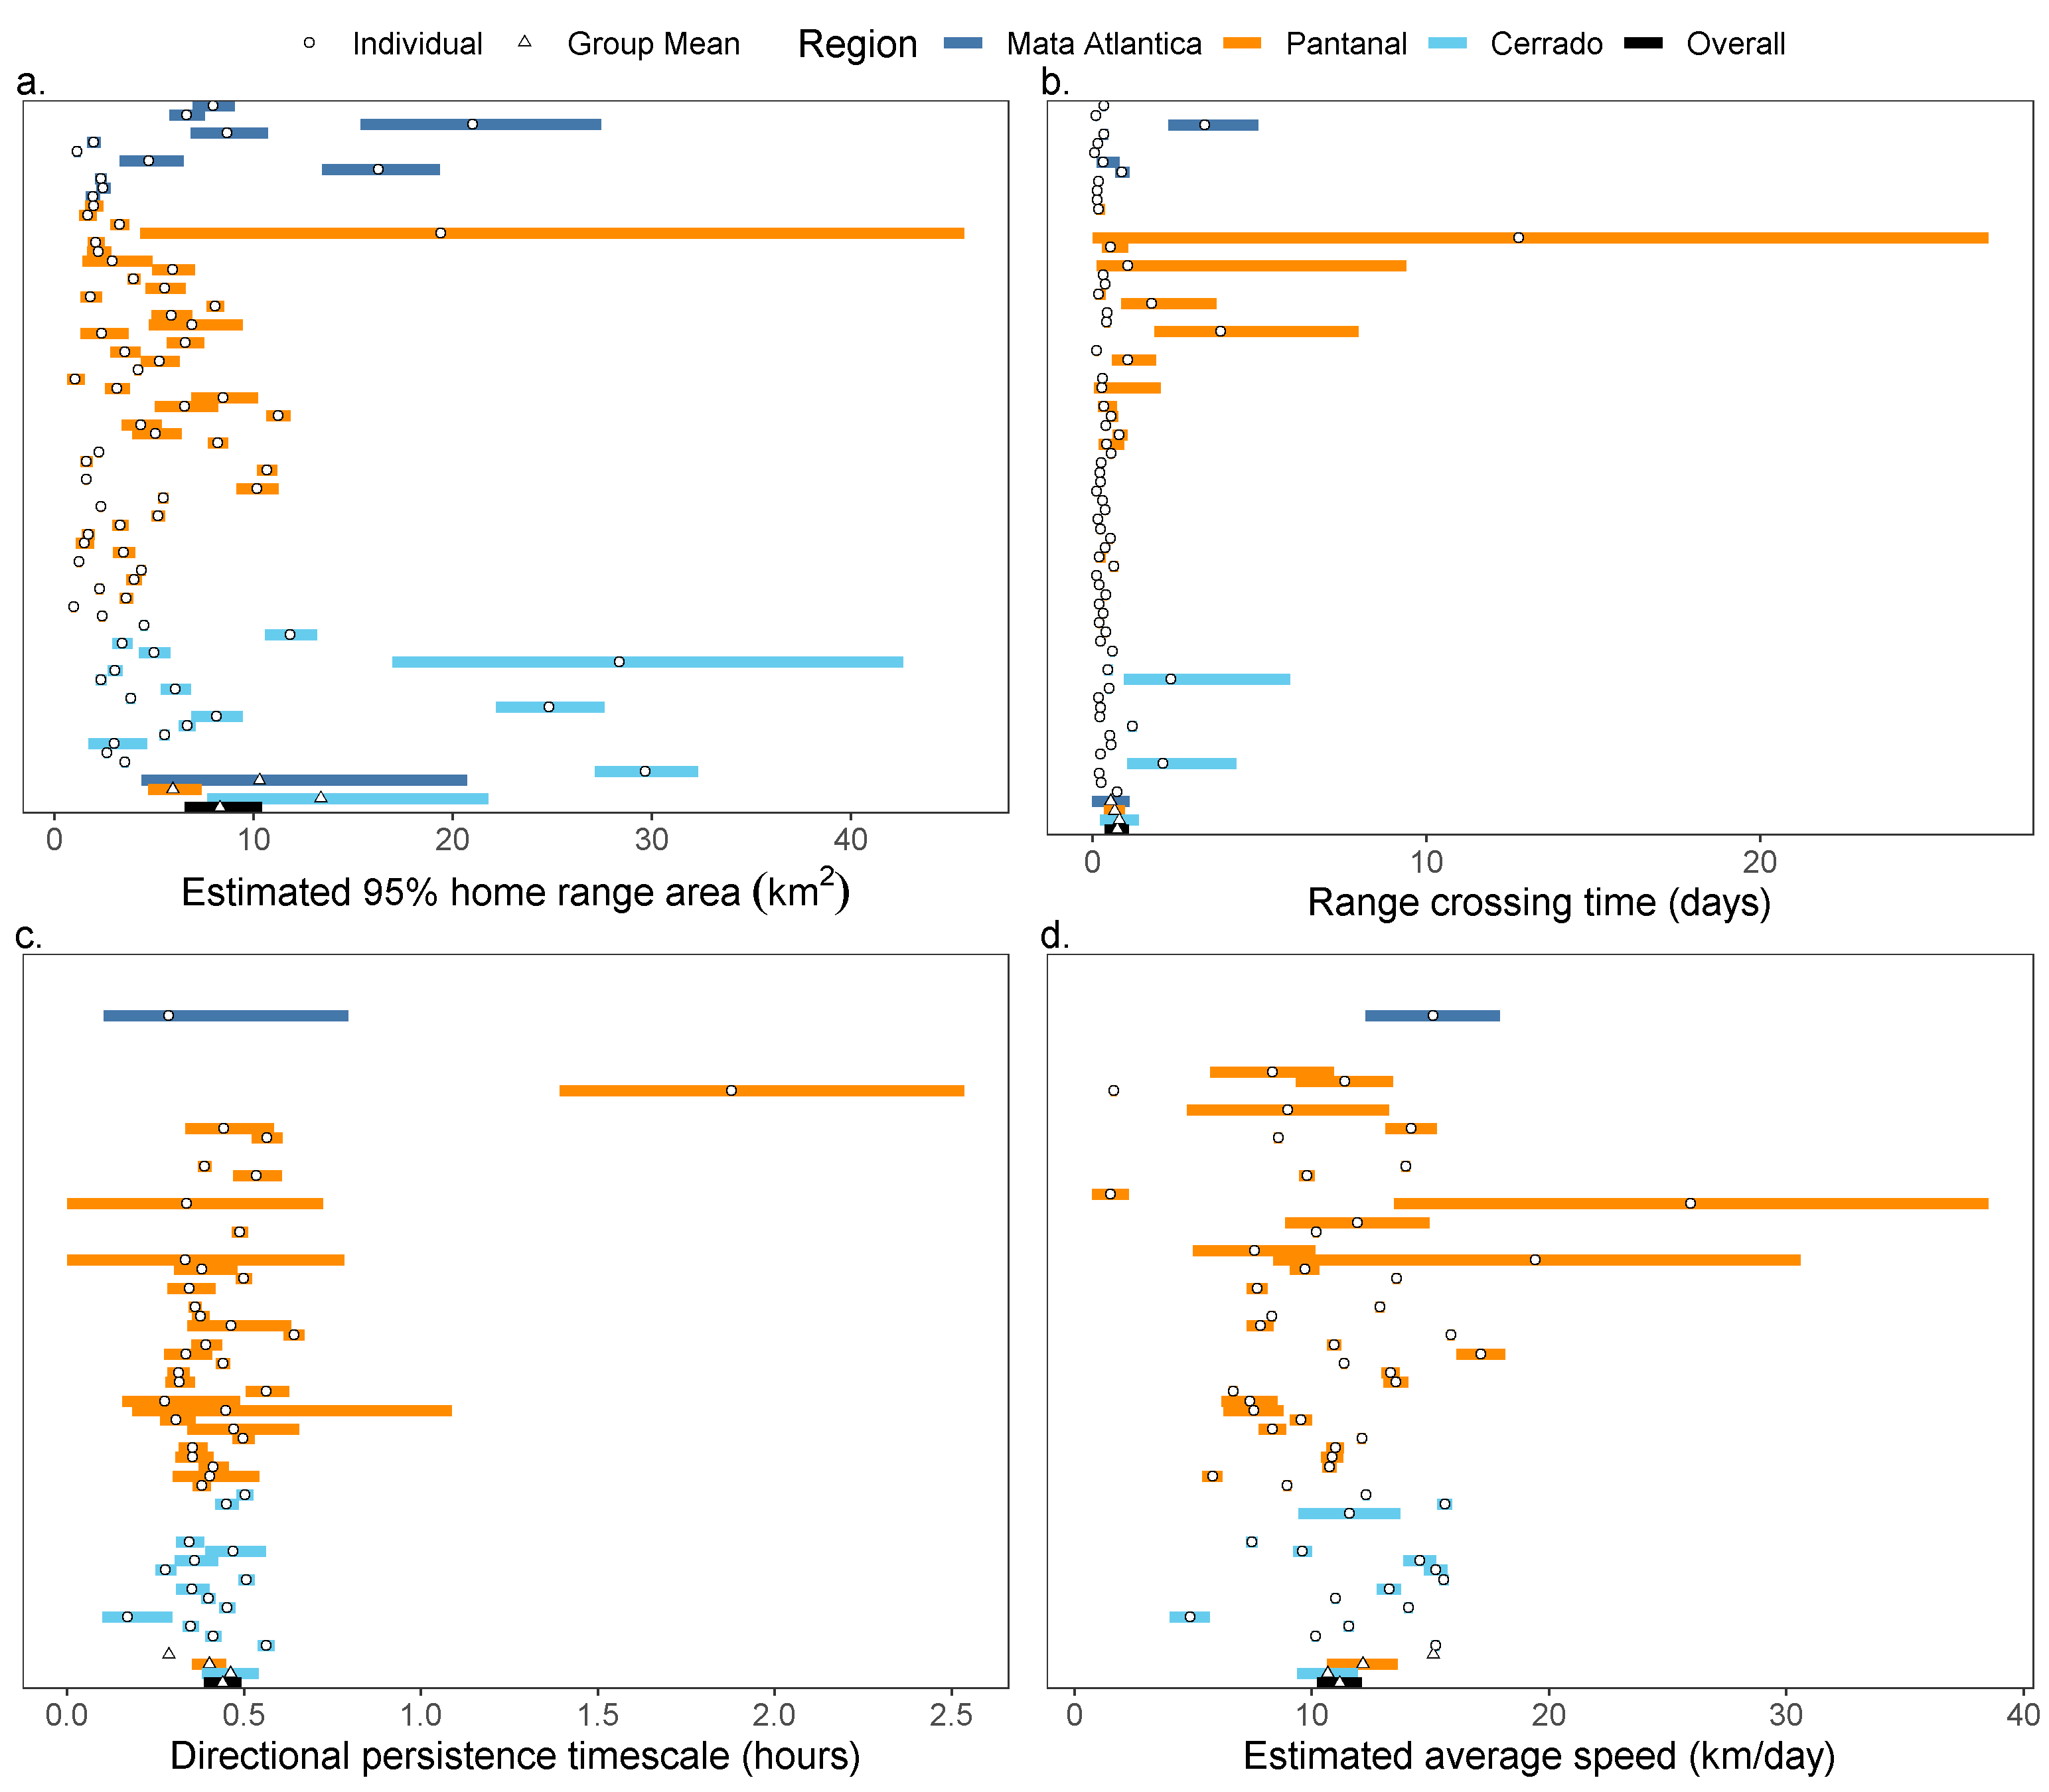 Individual Group Mean Region Mata Atlantica Pantanal Cerrado Overall
a.
0 10 20 30 40
Estimated 95% home range area (km²)
b.
0 10 20
Range crossing time (days)
c.
0.0 0.5 1.0 1.5 2.0 2.5
Directional persistence timescale (hours)
d.
0 10 20 30 40
Estimated average speed (km/day)